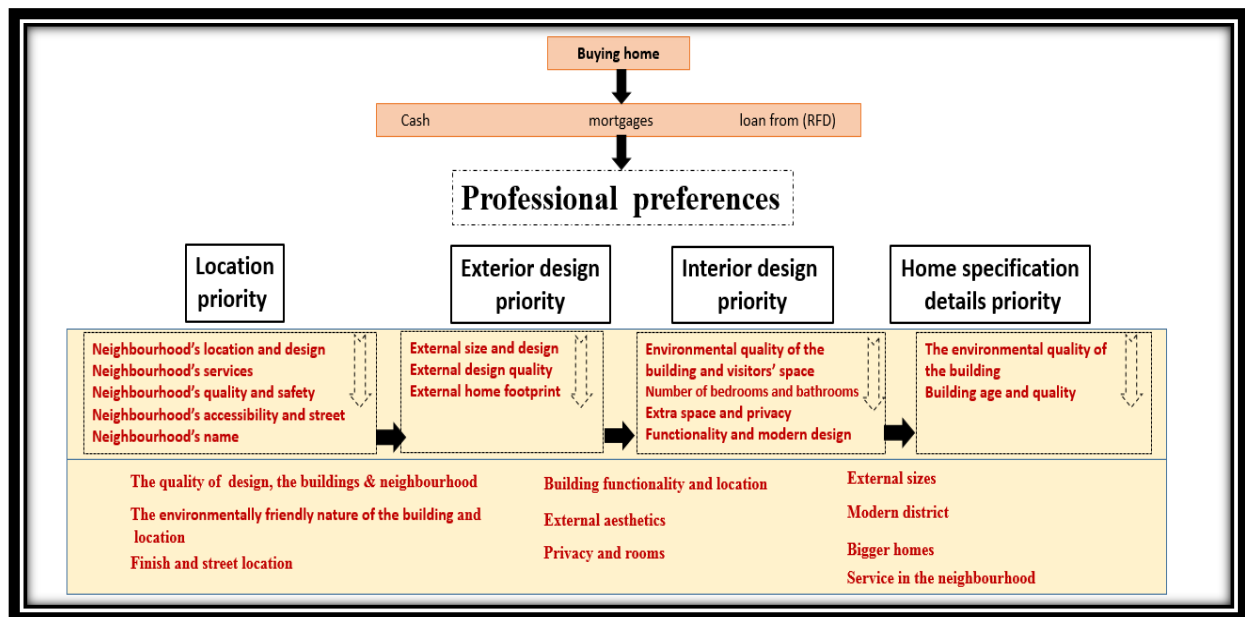 Buying home
Cash mortgages loan from (RFD)
Professional preferences
Location
priority
Exterior design
priority
Interior design
priority
Home specification
details priority
Neighbourhood's location and design
Neighbourhood's services
Neighbourhood's quality and safety
Neighbourhood's accessibility and street
Neighbourhood's name
External size and design
External design quality
External home footprint
Environmental quality of the
building and visitors' space
Number of bedrooms and bathrooms
Extra space and privacy
Functionality and modern design
The environmental quality of
the building
Building age and quality
The quality of design, the buildings & neighbourhood
The environmentally friendly nature of the building and
location
Finish and street location
Building functionality and location
External aesthetics
Privacy and rooms
External sizes
Modern district
Bigger homes
Service in the neighbourhood